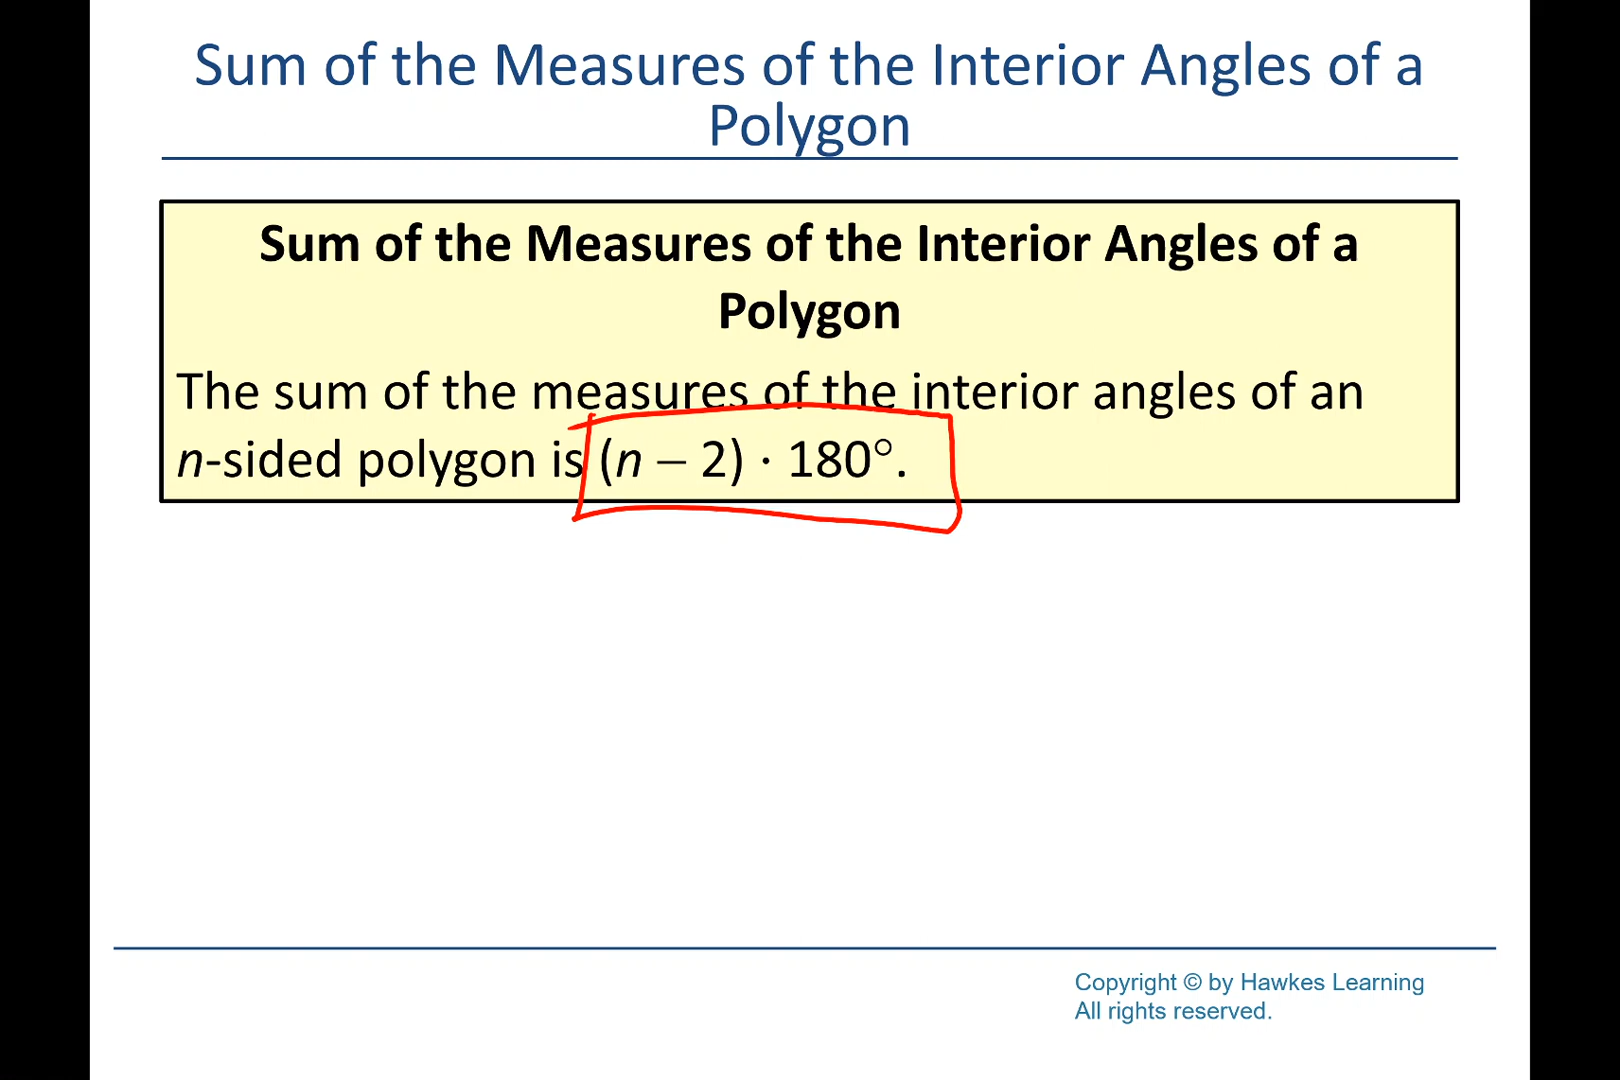 Sum of the Measures of the Interior Angles of a
Polygon
Sum of the Measures of the Interior Angles of a
Polygon
The sum of the measures of the interior angles of an
n-sided polygon is (n − 2) · 180°.
Copyright © by Hawkes Learning
All rights reserved.